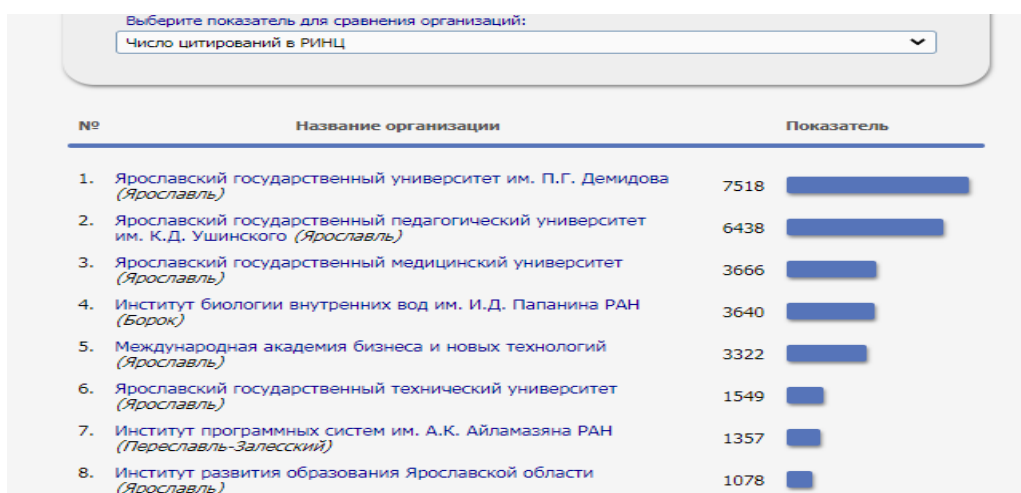 Выберите показатель для сравнения организаций:
Число цитирований в РИНЦ
№ Название организации Показатель
1. Ярославский государственный университет им. П.Г. Демидова
(Ярославль)
7518
2. Ярославский государственный педагогический университет
им. К.Д. Ушинского (Ярославль)
6438
3. Ярославский государственный медицинский университет
(Ярославль)
3666
4. Институт биологии внутренних вод им. И.Д. Папанина РАН
(Борок)
3640
5. Международная академия бизнеса и новых технологий
(Ярославль)
3322
6. Ярославский государственный технический университет
(Ярославль)
1549
7. Институт программных систем им. А.К. Айламазяна РАН
(Переславль-Залесский)
1357
8. Институт развития образования Ярославской области
(Ярославль)
1078